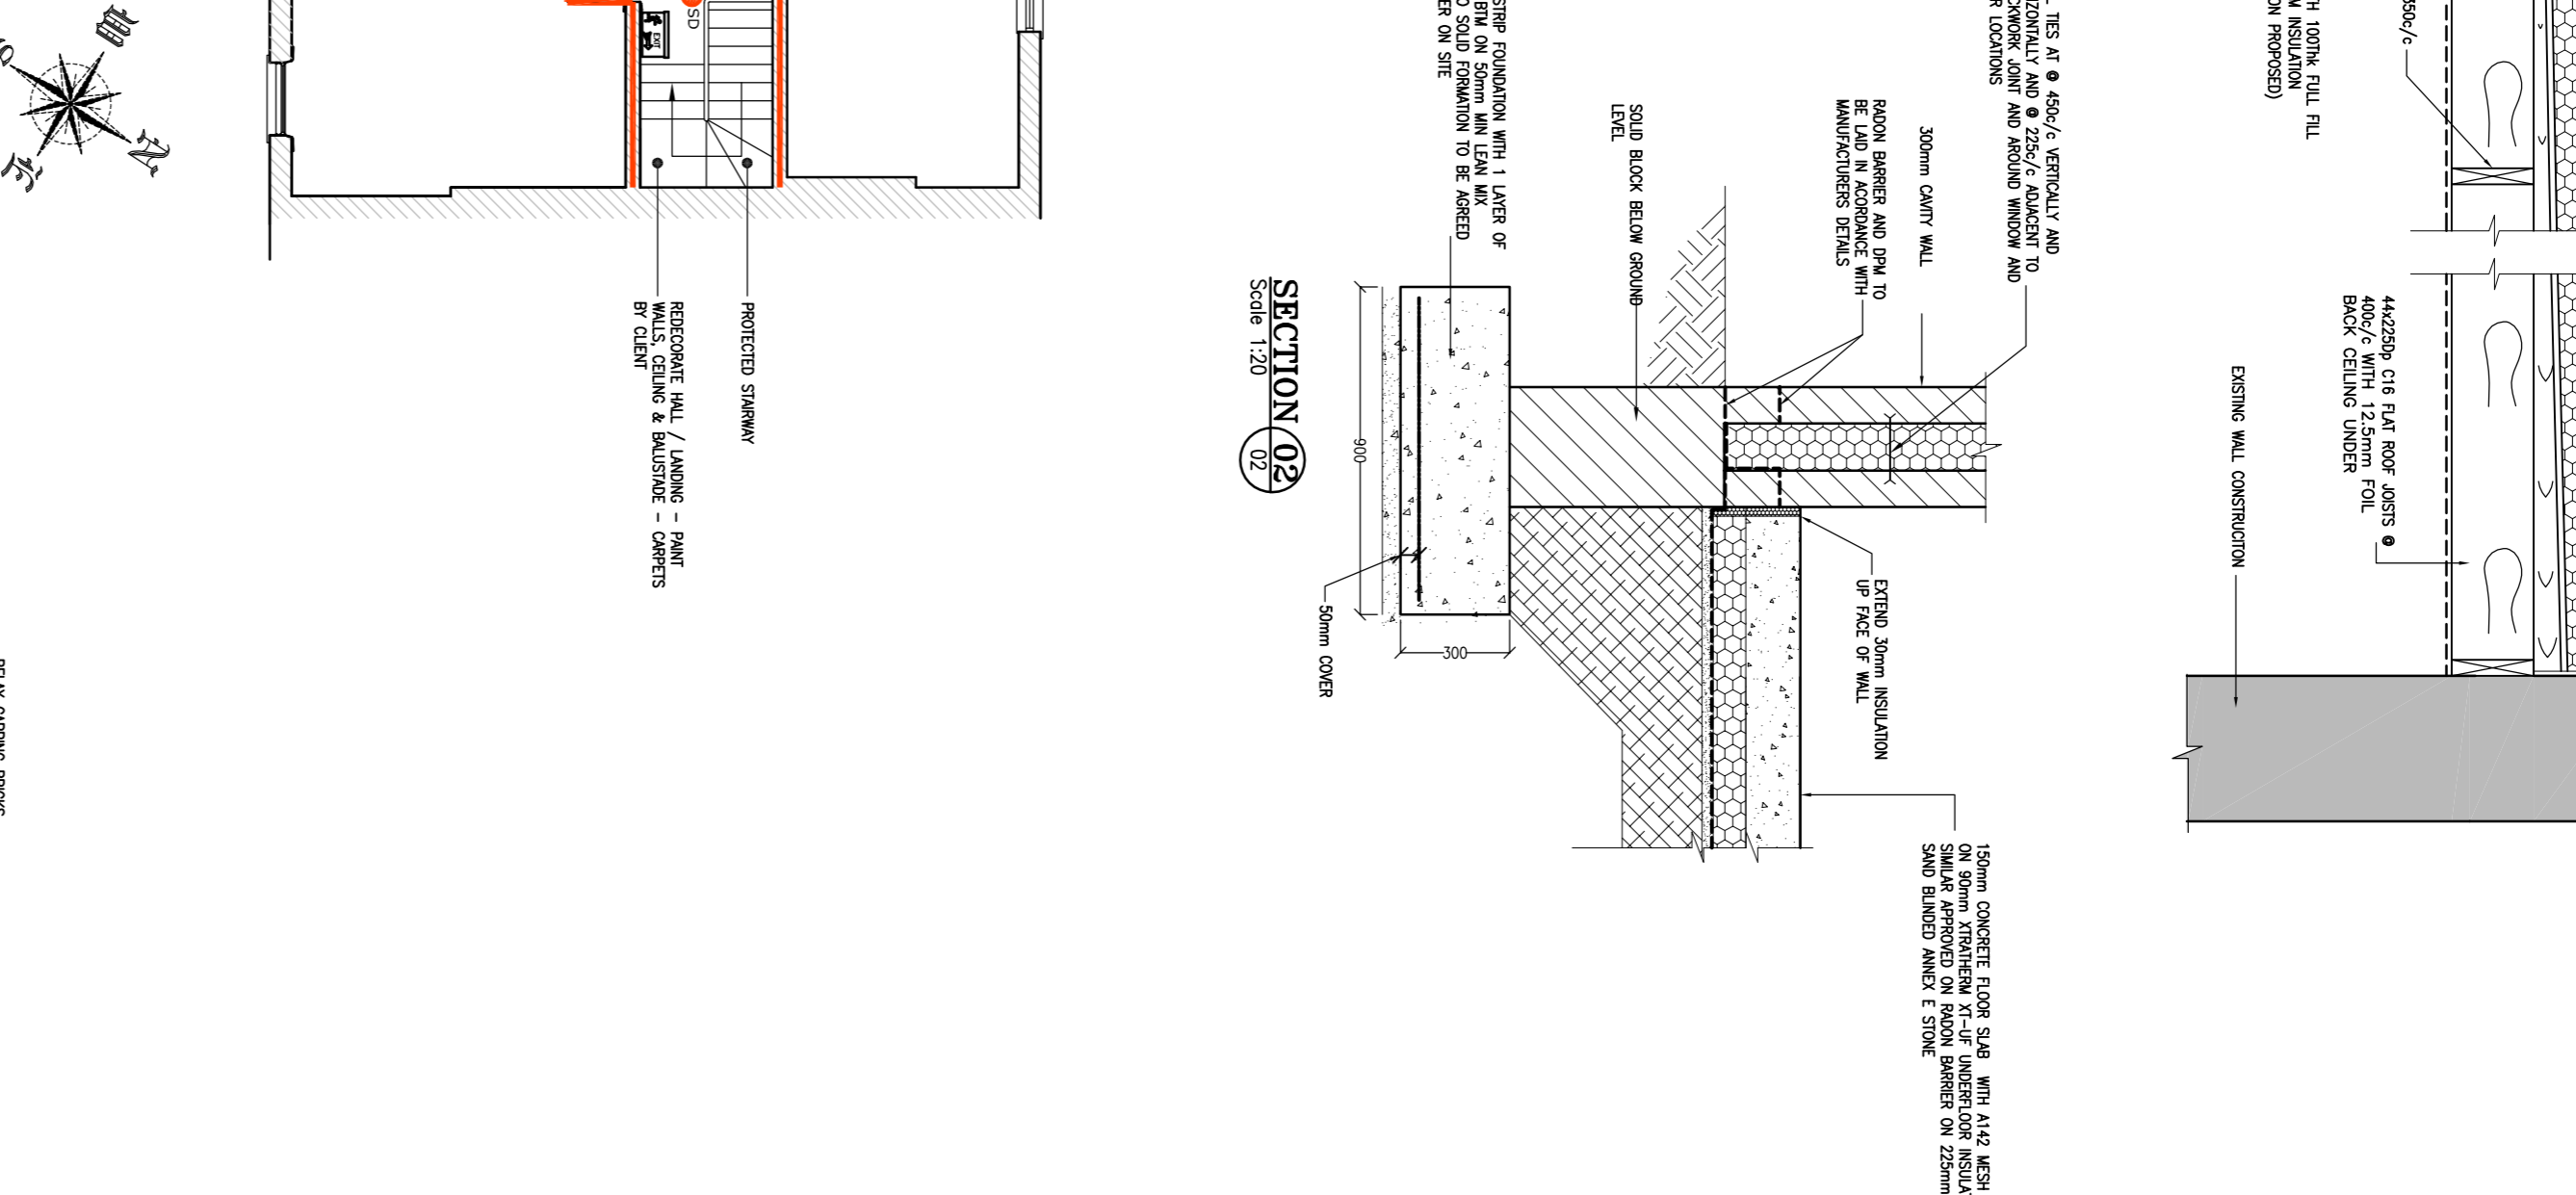 TH 100Thk FULL FILL
M INSULATION
ON PROPOSED)
350c/c
44x225Dp C16 FLAT ROOF JOISTS @
400c/c WITH 12.5mm FOIL
BACK CEILING UNDER
EXISTING WALL CONSTRUCITON
L TIES AT @ 450c/c VERTICALLY AND
IZONTALLY AND @ 225c/c ADJACENT TO
CKWORK JOINT AND AROUND WINDOW AND
R LOCATIONS
300mm CAVITY WALL
RADON BARRIER AND DPM TO
BE LAID IN ACORDANCE WITH
MANUFACTURERS DETAILS
SOLID BLOCK BELOW GROUND
LEVEL
STRIP FOUNDATION WITH 1 LAYER OF
BTM ON 50mm MIN LEAN MIX
O SOLID FORMATION TO BE AGREED
ER ON SITE
EXTEND 30mm INSULATION
UP FACE OF WALL
150mm CONCRETE FLOOR SLAB WITH A142 MESH
ON 90mm XTRATHERM XT-UF UNDERFLOOR INSULAT
SIMILAR APPROVED ON RADON BARRIER ON 225mm
SAND BLINDED ANNEX E STONE
900
300
50mm COVER
SECTION 02
Scale 1:20 02
SD
EXIT
PROTECTED STAIRWAY
REDECORATE HALL / LANDING - PAINT
WALLS, CEILING & BALUSTADE - CARPETS
BY CLIENT
N